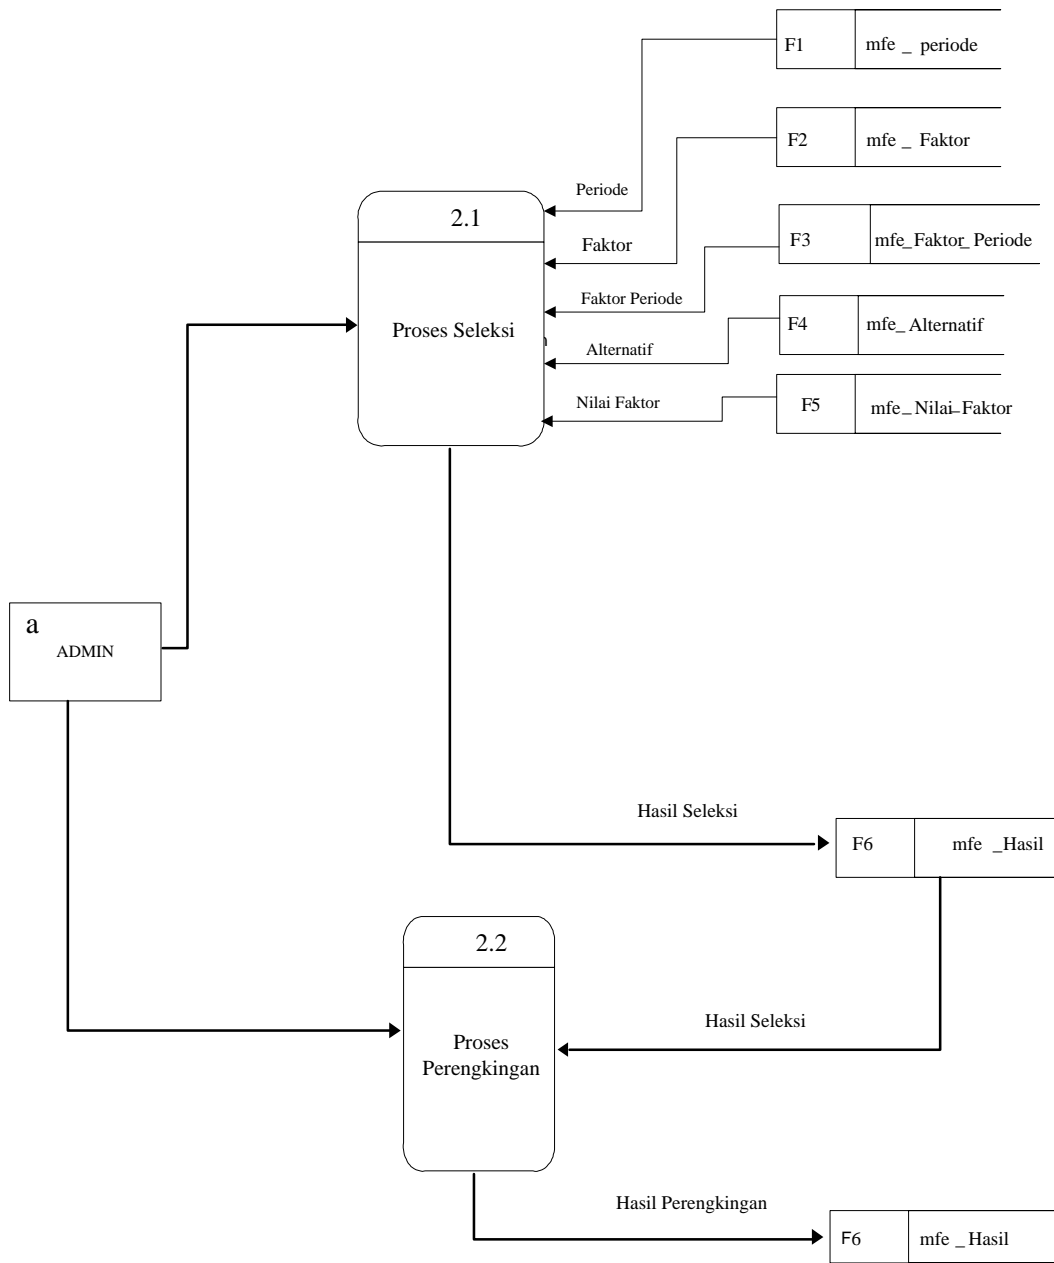 F1 mfe _ periode
F2 mfe _ Faktor
Periode
2.1
Faktor
F3 mfe_Faktor_Periode
Faktor Periode
F4 mfe_ Alternatif
Proses Seleksi
Alternatif
Nilai Faktor
F5 mfe_Nilai_Faktor
a
ADMIN
Hasil Seleksi
F6 mfe _Hasil
2.2
Hasil Seleksi
Proses
Perengkingan
Hasil Perengkingan
F6 mfe _ Hasil